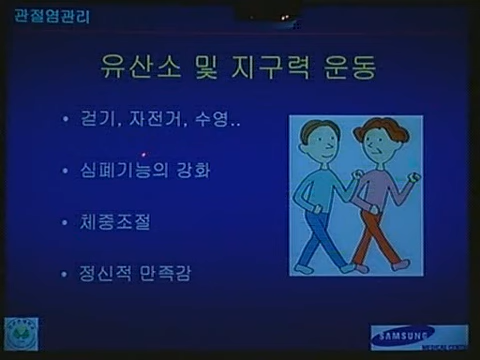 관절염관리
유산소 및 지구력 운동
• 걷기, 자전거, 수영..
• 심폐기능의 강화
• 체중조절
• 정신적 만족감
SAMSUNG
MEDICAL CENTER